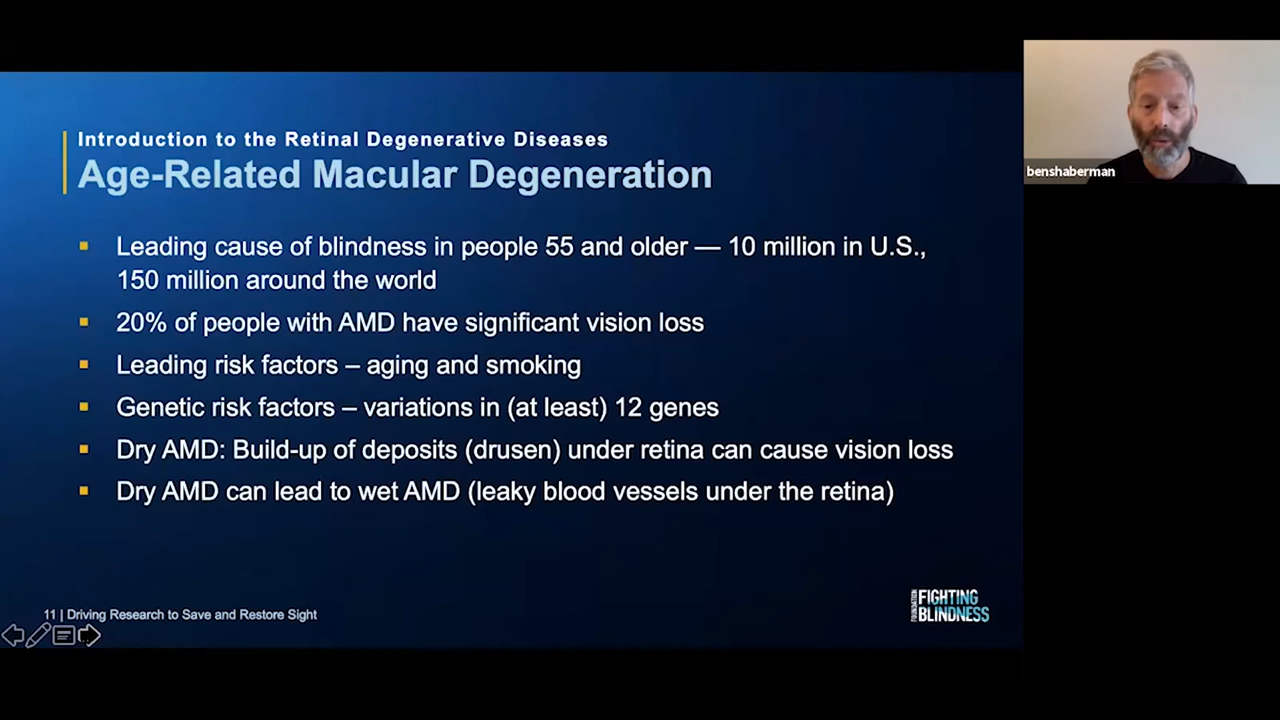 Introduction to the Retinal Degenerative Diseases
Age-Related Macular Degeneration
Leading cause of blindness in people 55 and older — 10 million in U.S.,
150 million around the world
20% of people with AMD have significant vision loss
Leading risk factors – aging and smoking
Genetic risk factors – variations in (at least) 12 genes
Dry AMD: Build-up of deposits (drusen) under retina can cause vision loss
Dry AMD can lead to wet AMD (leaky blood vessels under the retina)
11 | Driving Research to Save and Restore Sight
FOUNDATION
FIGHTING
BLINDNESS
benshaberman